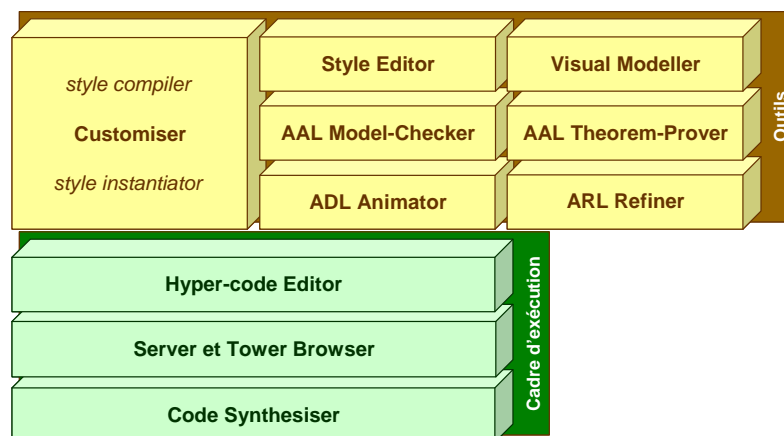 style compiler
Customiser
style instantiator
Style Editor
Visual Modeller
AAL Model-Checker
AAL Theorem-Prover
ADL Animator
ARL Refiner
Outils
Hyper-code Editor
Server et Tower Browser
Code Synthesiser
Cadre d'exécution